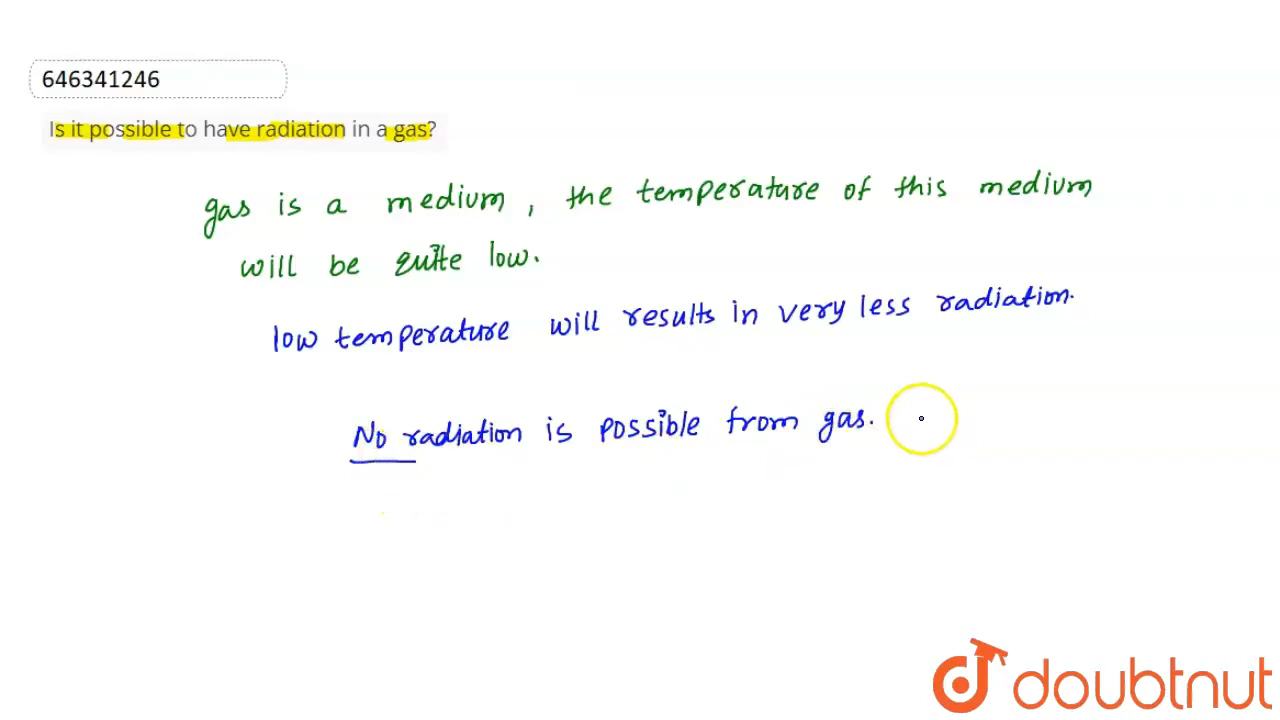 646341246
Is it possible to have radiation in a gas?
gas is a medium, the temperature of this medium
will be quite low.
low temperature will results in very less radiation.
No radiation is possible from gas.
doubtnut